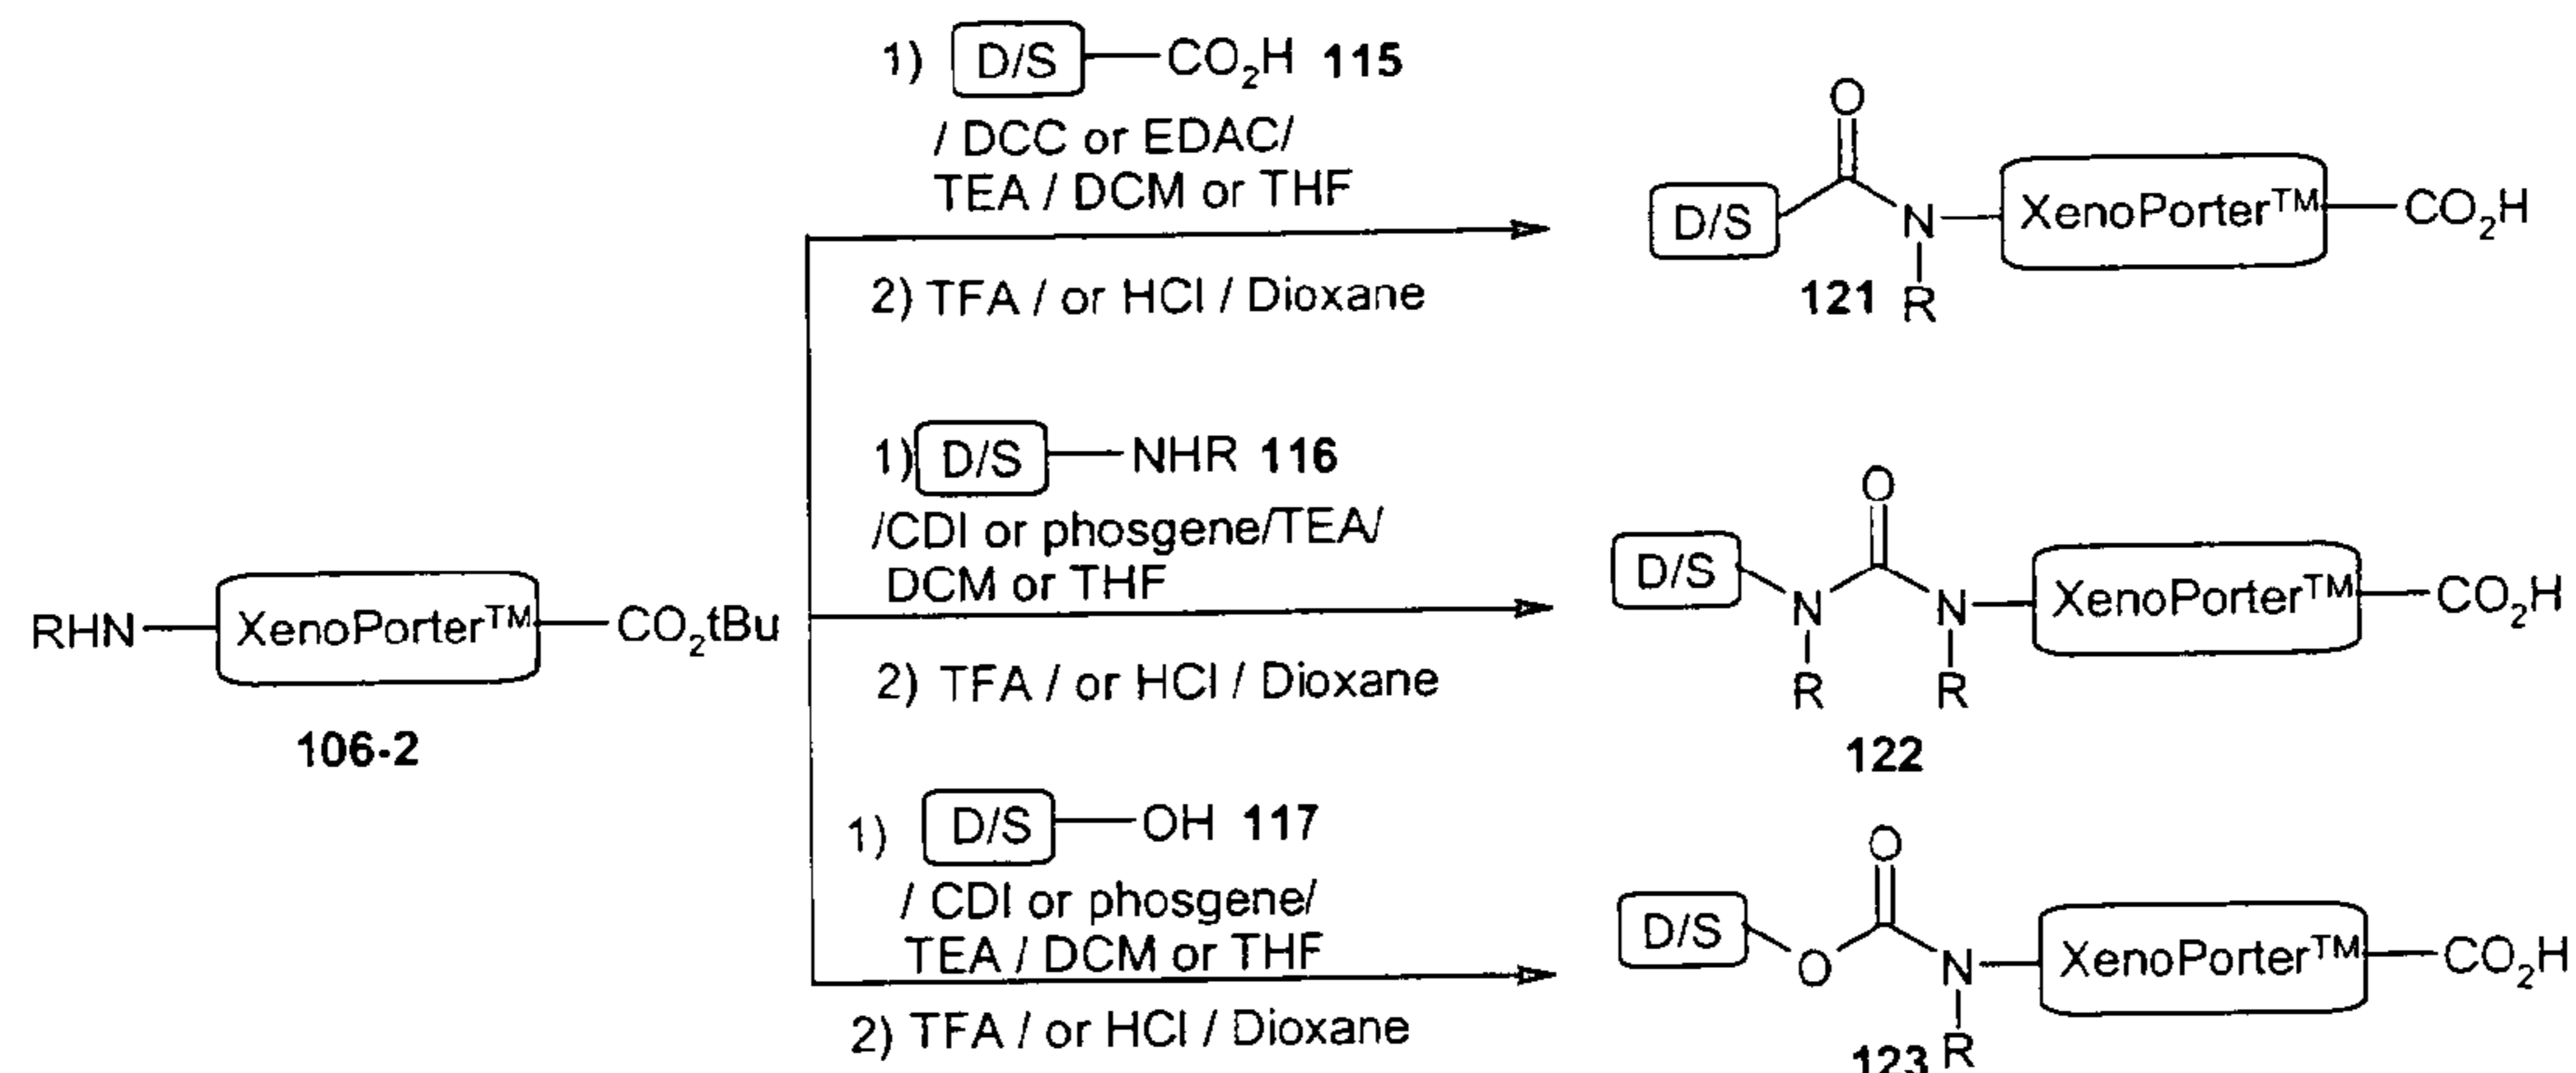 1) D/S CO2H 115
/ DCC or EDAC/
TEA / DCM or THF
2) TFA / or HCl / Dioxane
O
D/S N XenoPorter™ CO2H
121 R
1) D/S NHR 116
/CDI or phosgene/TEA/
DCM or THF
2) TFA / or HCl / Dioxane
O
D/S N N XenoPorter™ CO2H
R R
122
RHN XenoPorter™ CO2tBu
106-2
1) D/S OH 117
/ CDI or phosgene/
TEA / DCM or THF
2) TFA / or HCl / Dioxane
O
D/S O N XenoPorter™ CO2H
123 R